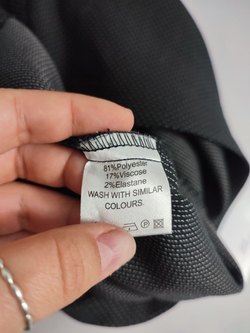 81%Polyester
17%Viscose
2%Elastane
WASH WITH SIMILAR
COLOURS.